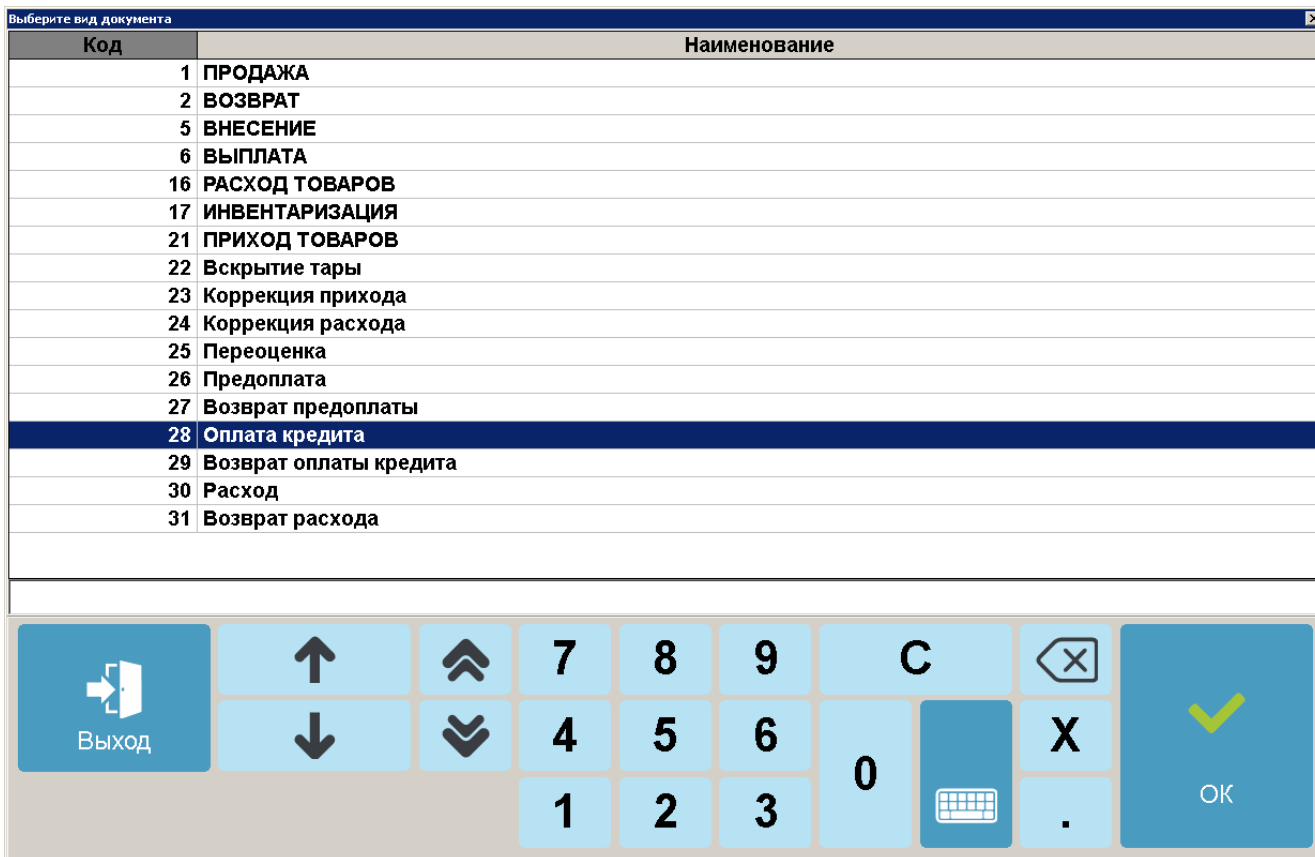 Выберите вид документа
Код Наименование
1 ПРОДАЖА
2 ВОЗВРАТ
5 ВНЕСЕНИЕ
6 ВЫПЛАТА
16 РАСХОД ТОВАРОВ
17 ИНВЕНТАРИЗАЦИЯ
21 ПРИХОД ТОВАРОВ
22 Вскрытие тары
23 Коррекция прихода
24 Коррекция расхода
25 Переоценка
26 Предоплата
27 Возврат предоплаты
28 Оплата кредита
29 Возврат оплаты кредита
30 Расход
31 Возврат расхода
7 8 9 C
Выход 4 5 6 X
1 2 3 0 . ОК